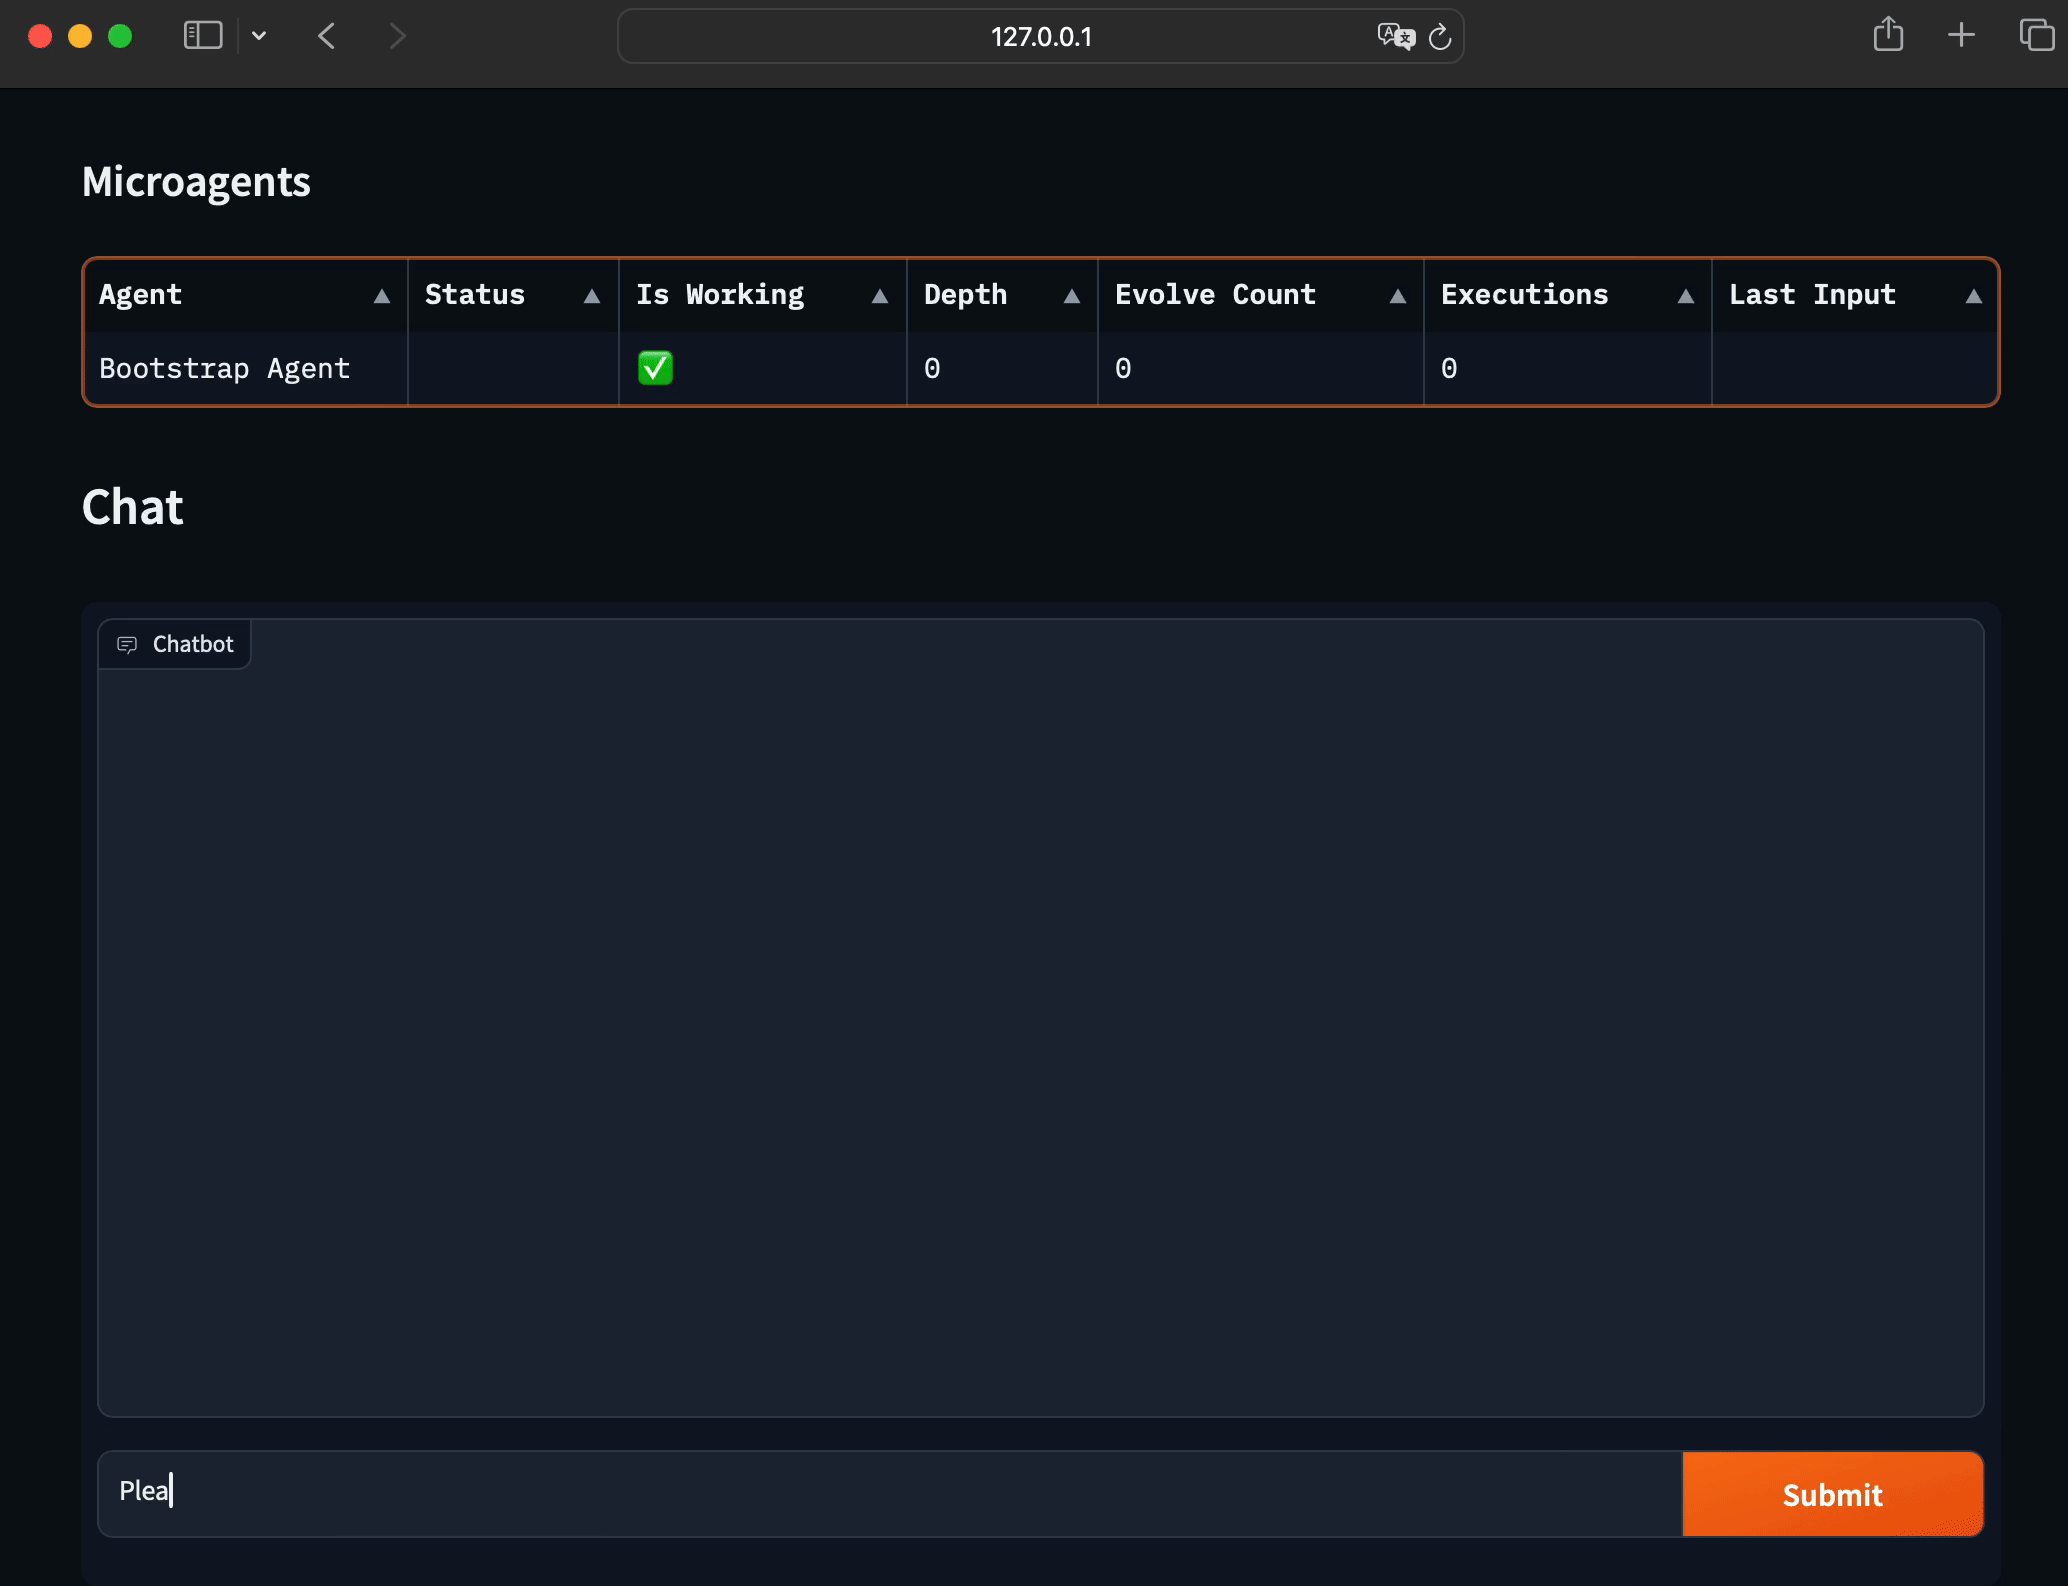 127.0.0.1
Microagents
Agent Status Is Working Depth Evolve Count Executions Last Input
Bootstrap Agent ✅ 0 0 0
Chat
Chatbot
Plea
Submit